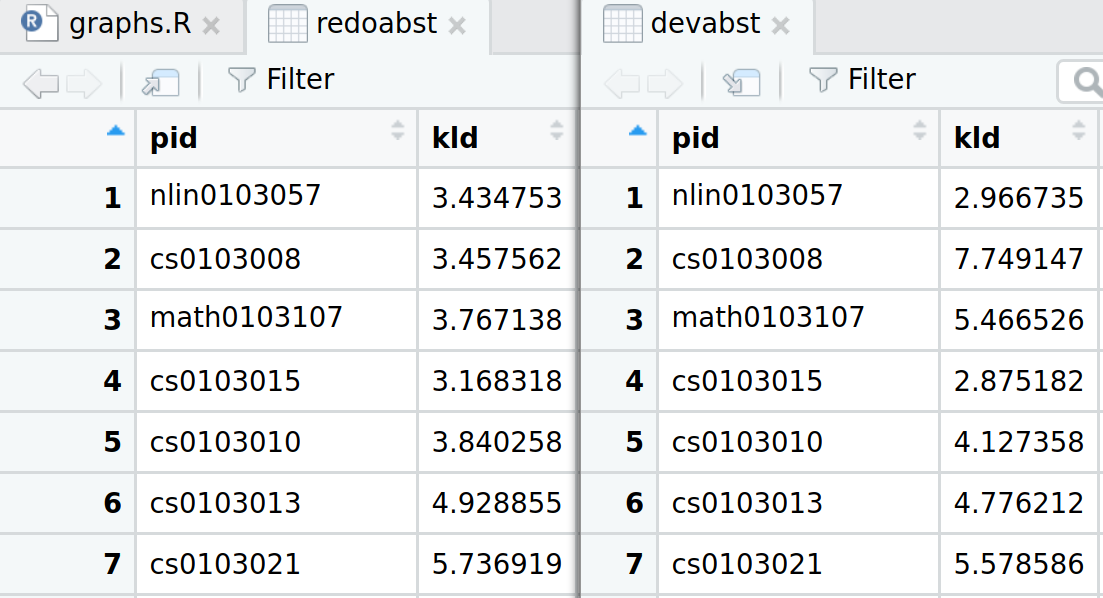 graphs.R redoabst devabst
Filter Filter
pid kld pid kld
1 nlin0103057 3.434753 1 nlin0103057 2.966735
2 cs0103008 3.457562 2 cs0103008 7.749147
3 math0103107 3.767138 3 math0103107 5.466526
4 cs0103015 3.168318 4 cs0103015 2.875182
5 cs0103010 3.840258 5 cs0103010 4.127358
6 cs0103013 4.928855 6 cs0103013 4.776212
7 cs0103021 5.736919 7 cs0103021 5.578586